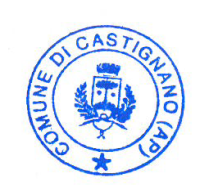 COMUNE DI CASTIGNANO (AP)